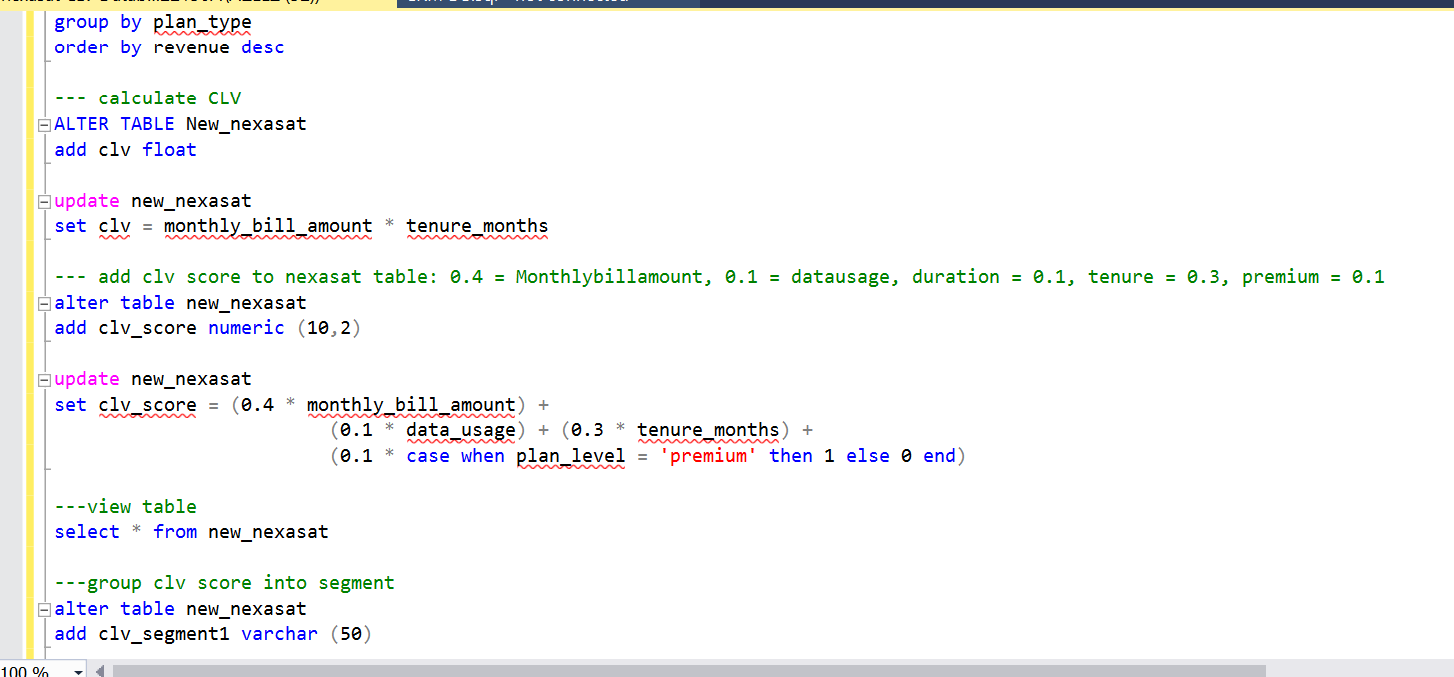 group by plan_type
order by revenue desc
--- calculate CLV
ALTER TABLE New_nexasat
add clv float
update new_nexasat
set clv = monthly_bill_amount * tenure_months
--- add clv score to nexasat table: 0.4 = Monthlybillamount, 0.1 = datausage, duration = 0.1, tenure = 0.3, premium = 0.1
alter table new_nexasat
add clv_score numeric (10,2)
update new_nexasat
set clv_score = (0.4 * monthly_bill_amount) +
(0.1 * data_usage) + (0.3 * tenure_months) +
(0.1 * case when plan_level = 'premium' then 1 else 0 end)
---view table
select * from new_nexasat
---group clv score into segment
alter table new_nexasat
add clv_segment1 varchar (50)
100 %